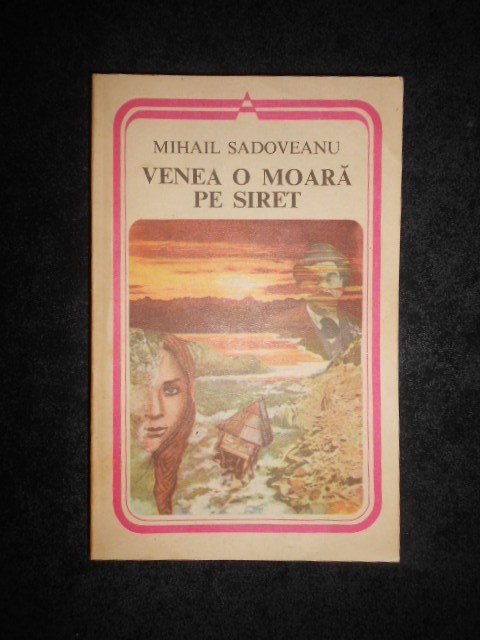 MIHAIL SADOVEANU
VENEA O MOARĂ
PE SIRET